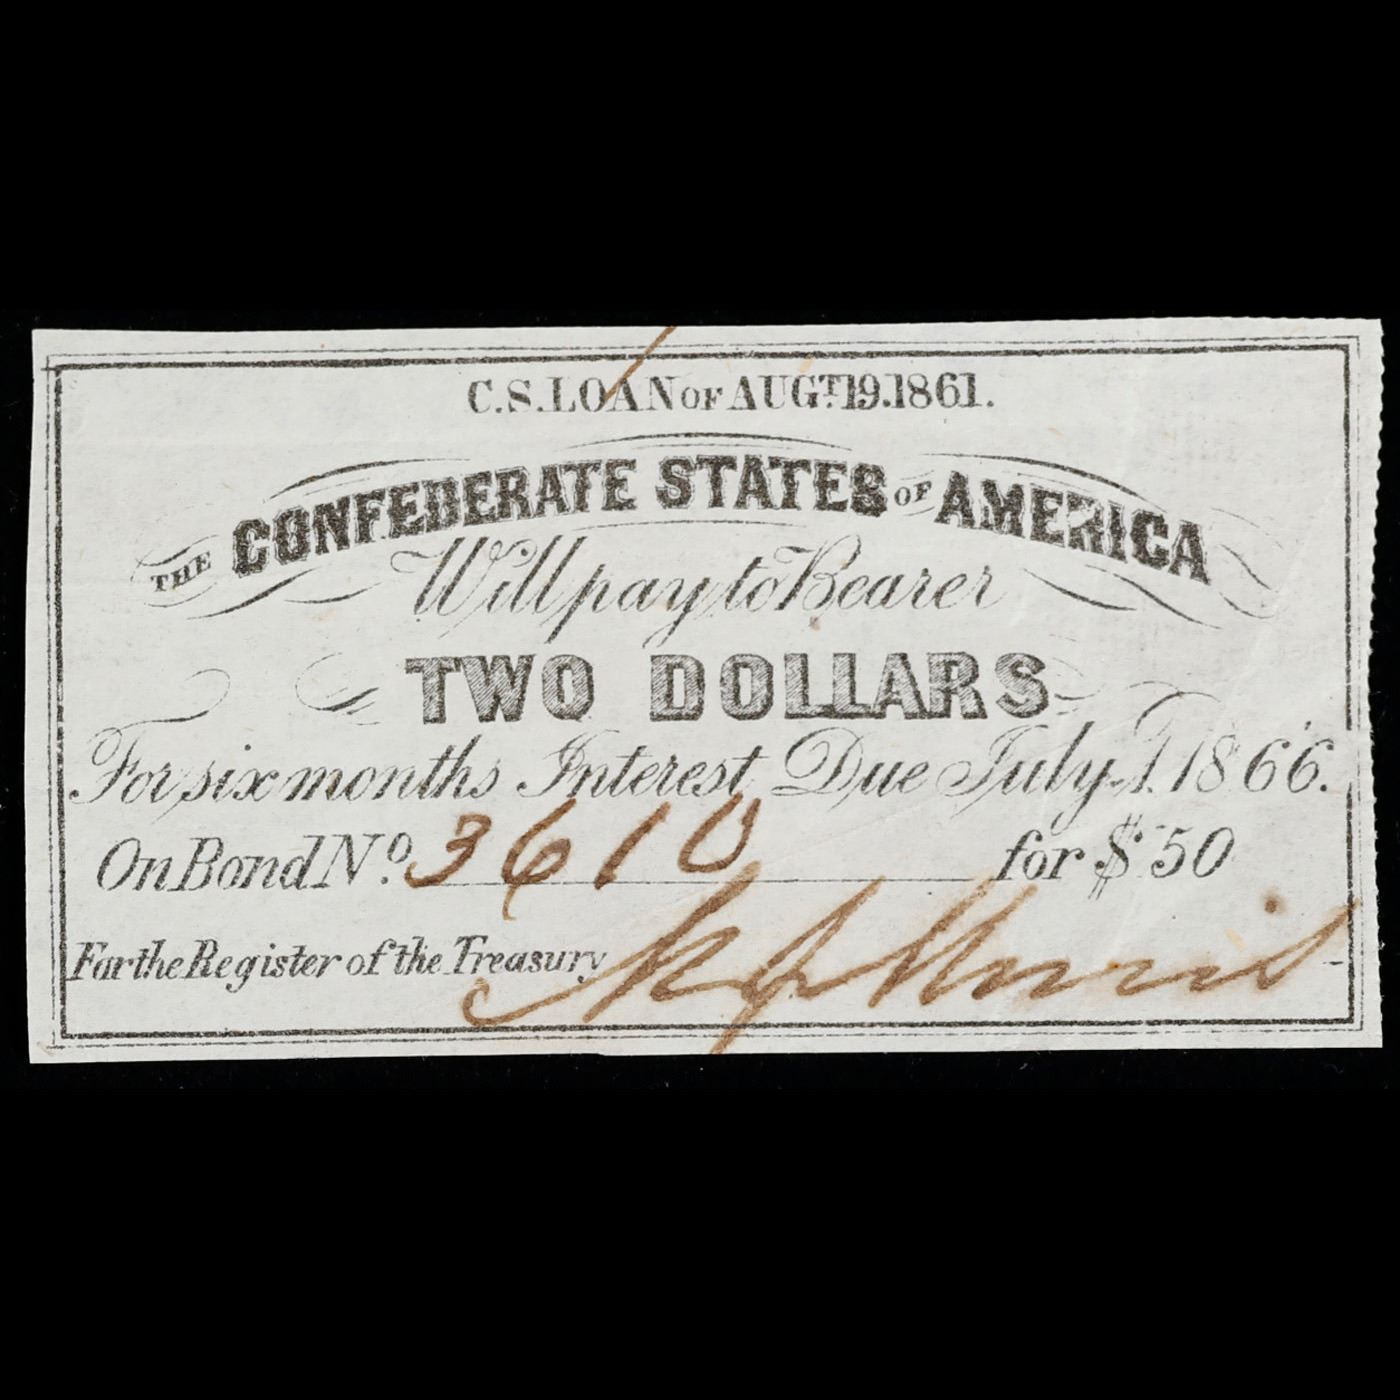 C.S. LOAN OF AUGT. 19. 1861.
THE CONFEDERATE STATES OF AMERICA
Will pay to Bearer
TWO DOLLARS
For six months Interest Due July 1. 1866.
On Bond No. 3610 for $50
For the Register of the Treasury